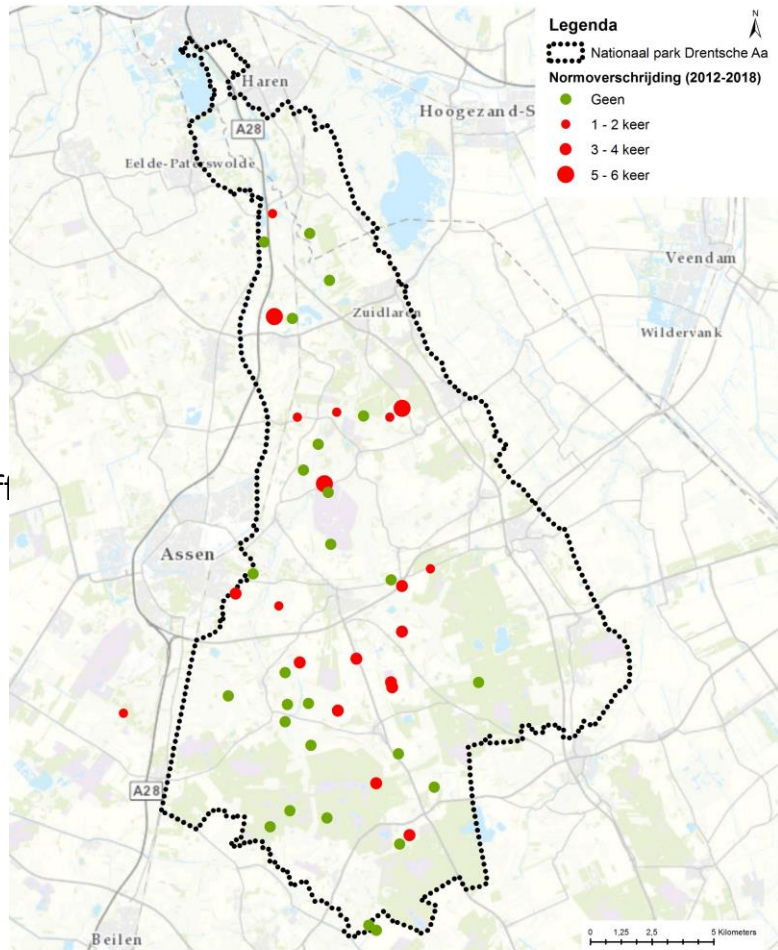 Legenda
N
Nationaal park Drentsche Aa
Normoverschrijding (2012-2018)
Geen
1 - 2 keer
3 - 4 keer
5 - 6 keer
Haren
Hoogezand-S
A28
Eelde-Paterswolde
Veendam
Zuidlaren
Wildervank
Assen
A28
Beilen
0 1,25 2,5 5 Kilometers